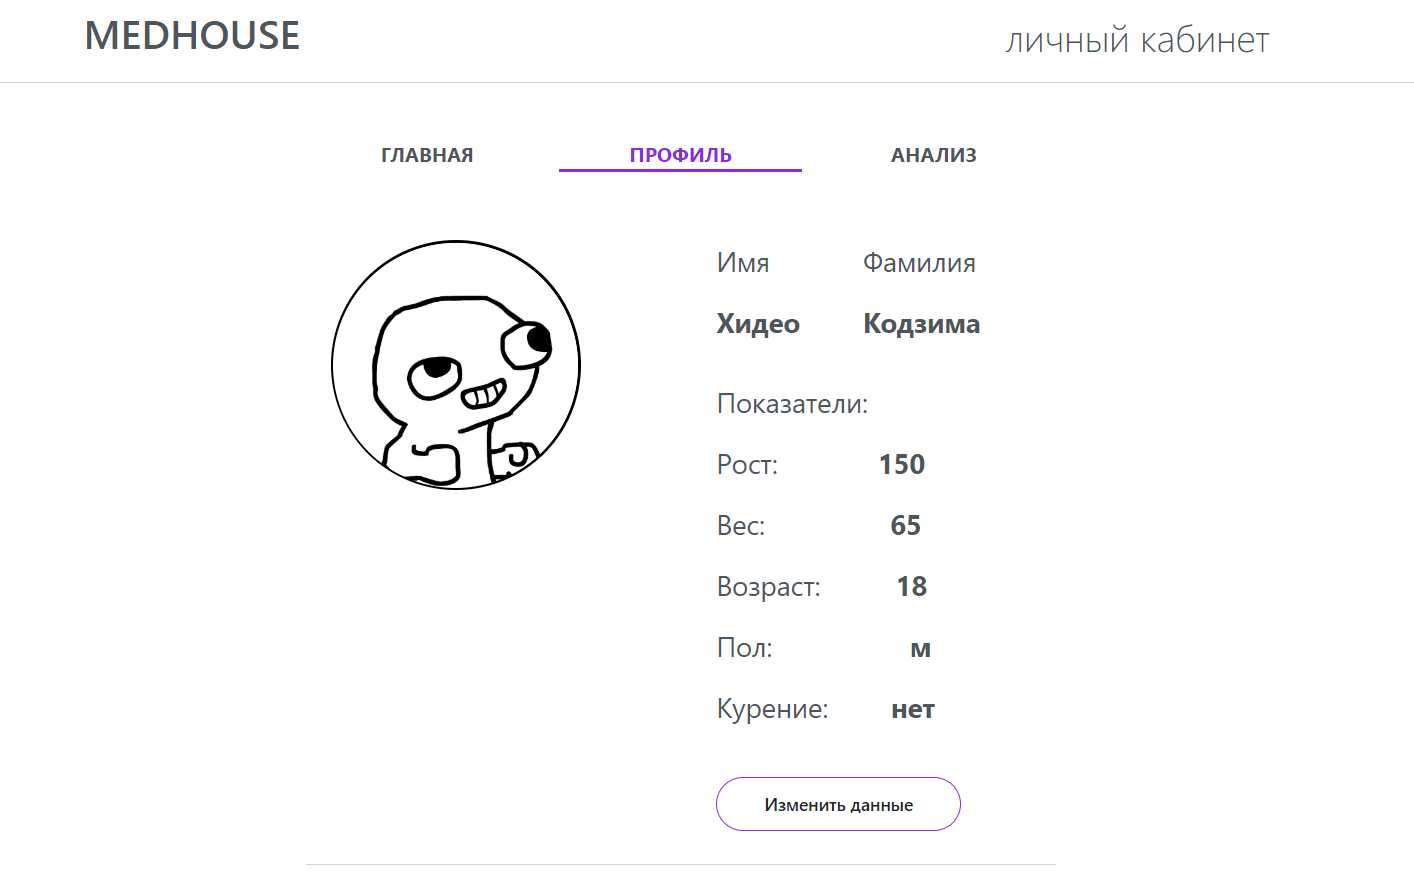 MEDHOUSE личный кабинет
ГЛАВНАЯ ПРОФИЛЬ АНАЛИЗ
Имя Фамилия
Хидео Кодзима
Показатели:
Рост: 150
Вес: 65
Возраст: 18
Пол: м
Курение: нет
Изменить данные